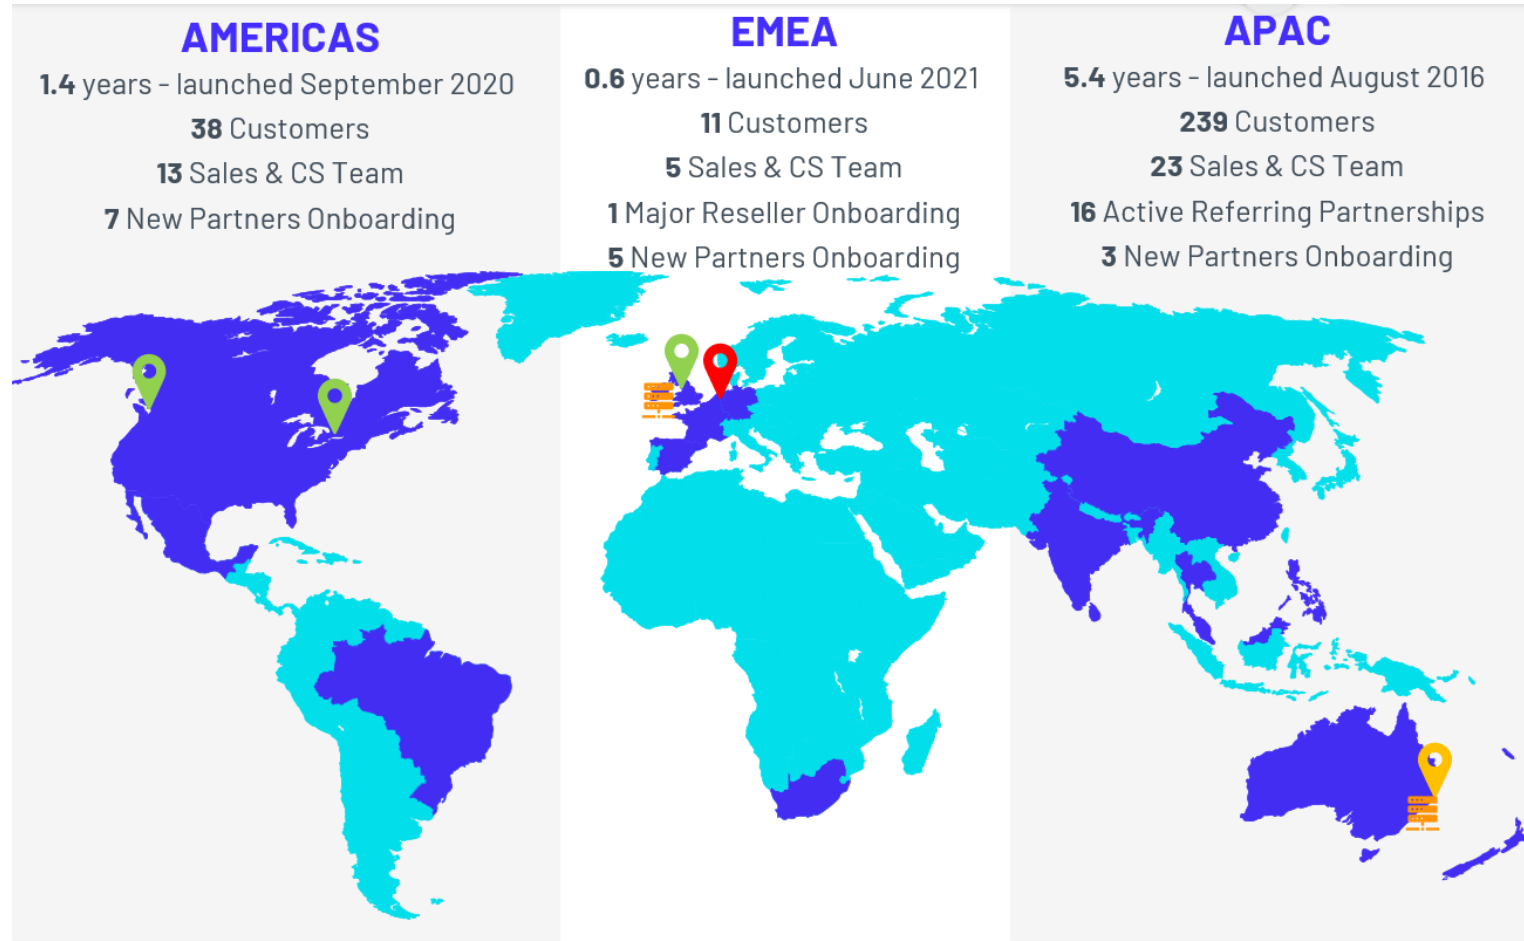 AMERICAS
1.4 years - launched September 2020
38 Customers
13 Sales & CS Team
7 New Partners Onboarding
EMEA
0.6 years - launched June 2021
11 Customers
5 Sales & CS Team
1 Major Reseller Onboarding
5 New Partners Onboarding
APAC
5.4 years - launched August 2016
239 Customers
23 Sales & CS Team
16 Active Referring Partnerships
3 New Partners Onboarding